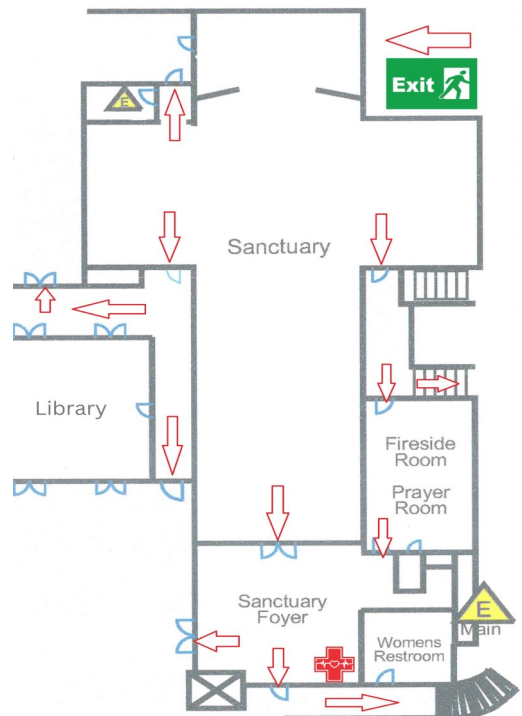 Exit
E
Sanctuary
Library
Fireside
Room
Prayer
Room
Sanctuary
Foyer
E
Main
Womens
Restroom